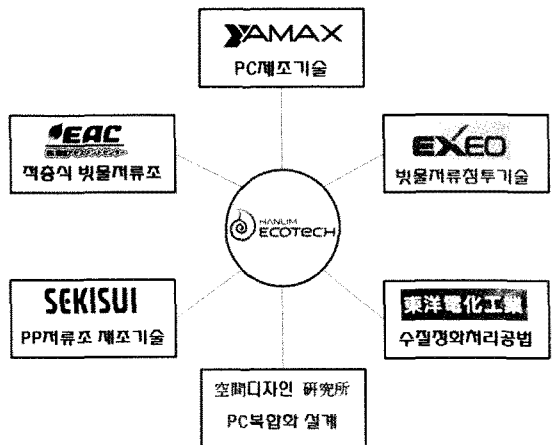 YAMAX
PC제조기술
EAC
적층식 빗물저류조
EXEO
빗물저류침투기술
HANLIM
ECOTECH
SEKISUI
PP저류조 제조기술
東洋電化工業
수질정화처리공법
空間디자인 研究所
PC복합화 설계